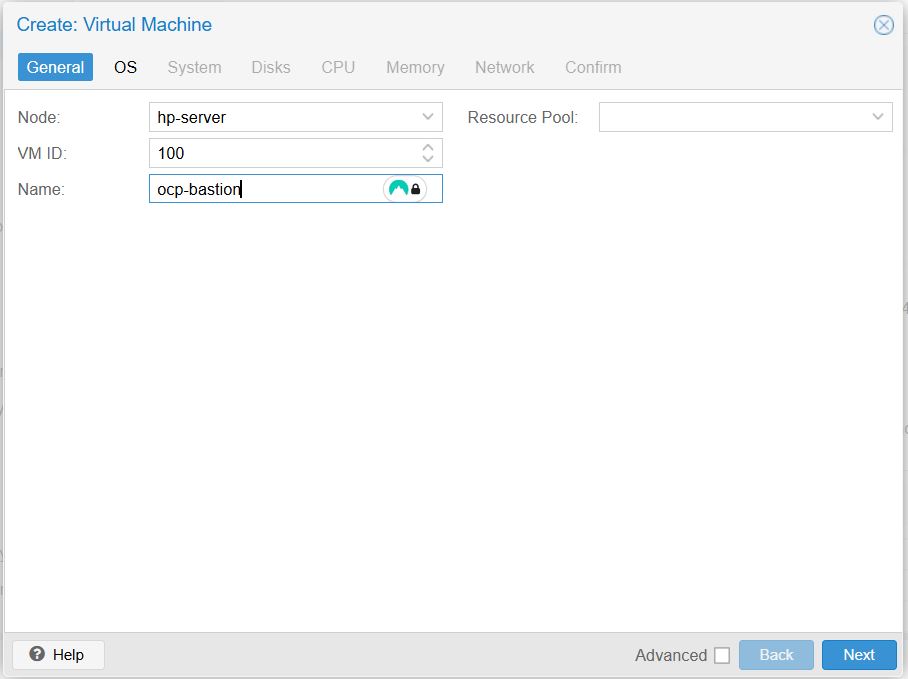 Create: Virtual Machine
General OS System Disks CPU Memory Network Confirm
Node: hp-server Resource Pool:
VM ID: 100
Name: ocp-bastion
Help Advanced Back Next